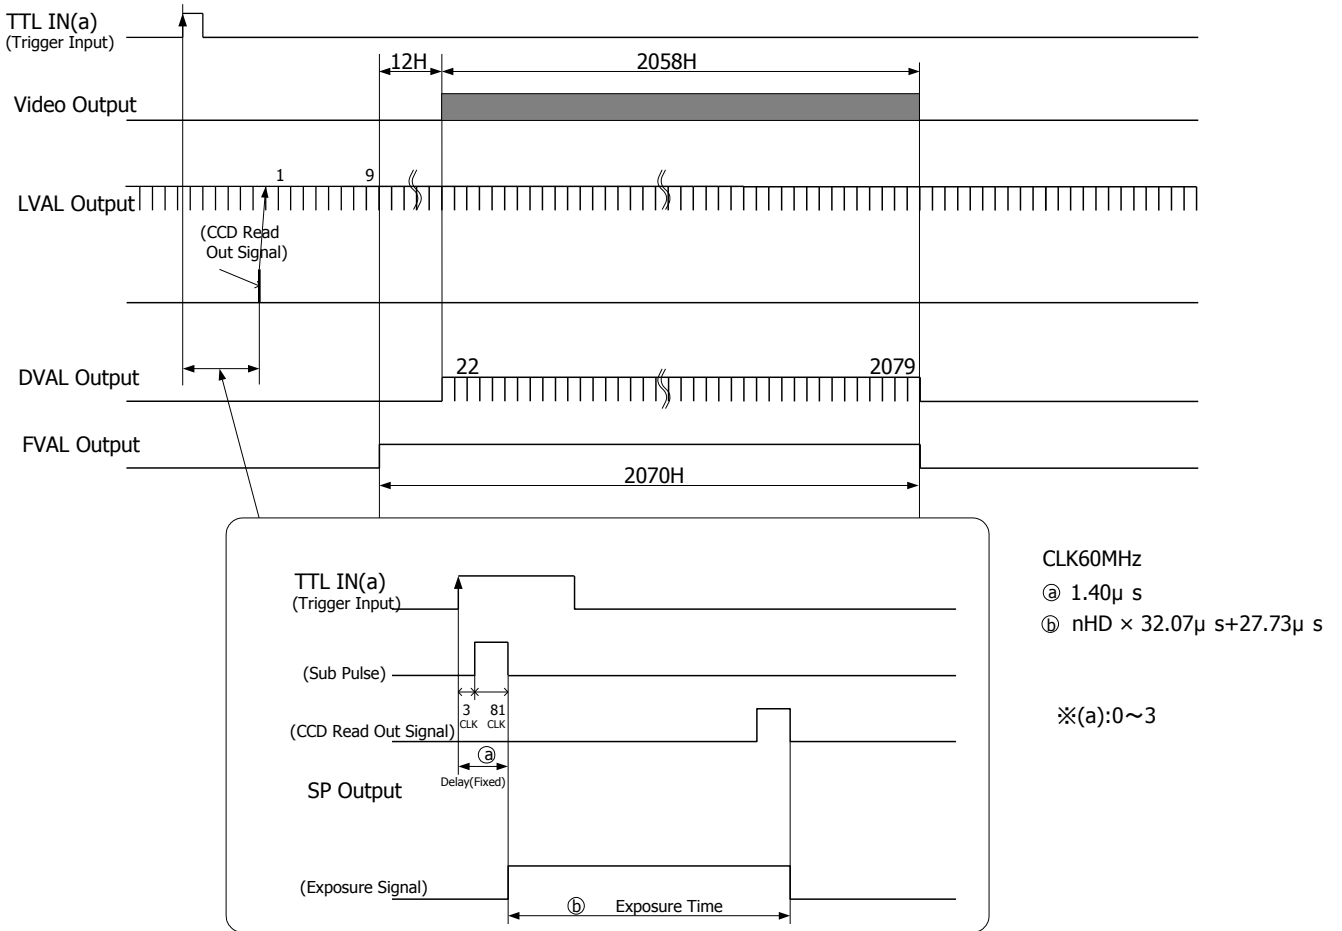 TTL IN(a)
(Trigger Input)
12H
2058H
Video Output
1
9
LVAL Output
(CCD Read
Out Signal)
22
2079
DVAL Output
FVAL Output
2070H
CLK60MHz
ⓐ 1.40μ s
ⓑ nHD × 32.07μ s+27.73μ s
※(a):0～3
TTL IN(a)
(Trigger Input)
(Sub Pulse)
3
CLK
81
CLK
(CCD Read Out Signal)
ⓐ
Delay(Fixed)
SP Output
(Exposure Signal)
ⓑ Exposure Time